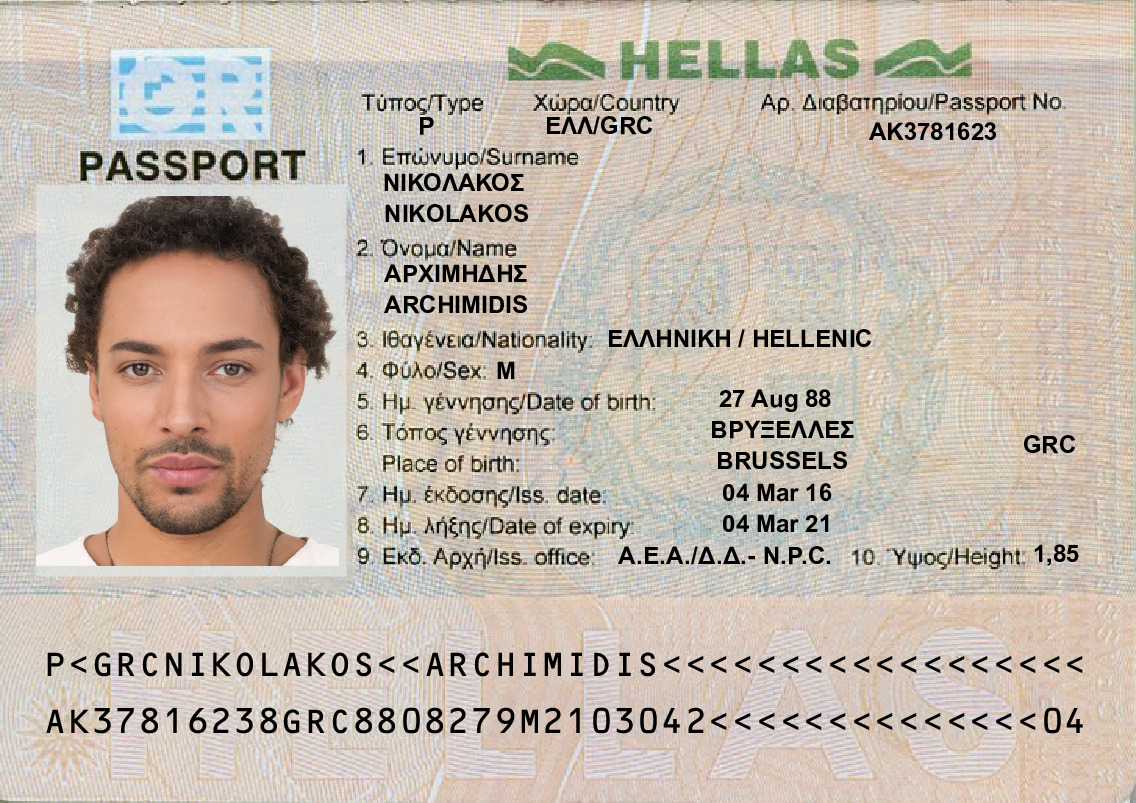 GR
HELLAS
Τύπος/Type Χώρα/Country Αρ. Διαβατηρίου/Passport No.
P ΕΛΛ/GRC AK3781623
PASSPORT
1. Επώνυμο/Surname
ΝΙΚΟΛΑΚΟΣ
NIKOLAKOS
2. Όνομα/Name
ΑΡΧΙΜΗΔΗΣ
ARCHIMIDIS
3. Ιθαγένεια/Nationality: ΕΛΛΗΝΙΚΗ / HELLENIC
4. Φύλο/Sex: M
5. Ημ. γέννησης/Date of birth: 27 Aug 88
6. Τόπος γέννησης: ΒΡΥΞΕΛΛΕΣ
GRC
Place of birth: BRUSSELS
7. Ημ. έκδοσης/Iss. date: 04 Mar 16
8. Ημ. λήξης/Date of expiry: 04 Mar 21
9 Εκδ. Αρχή/Iss. office: Α.Ε.Α./Δ.Δ.- N.P.C. 10. Ύψος/Height: 1,85
HELLAS
P<GRCNIKOLAKOS<<ARCHIMIDIS<<<<<<<<<<<<<<<<<<
AK37816238GRC8808279M2103042<<<<<<<<<<<<<<04